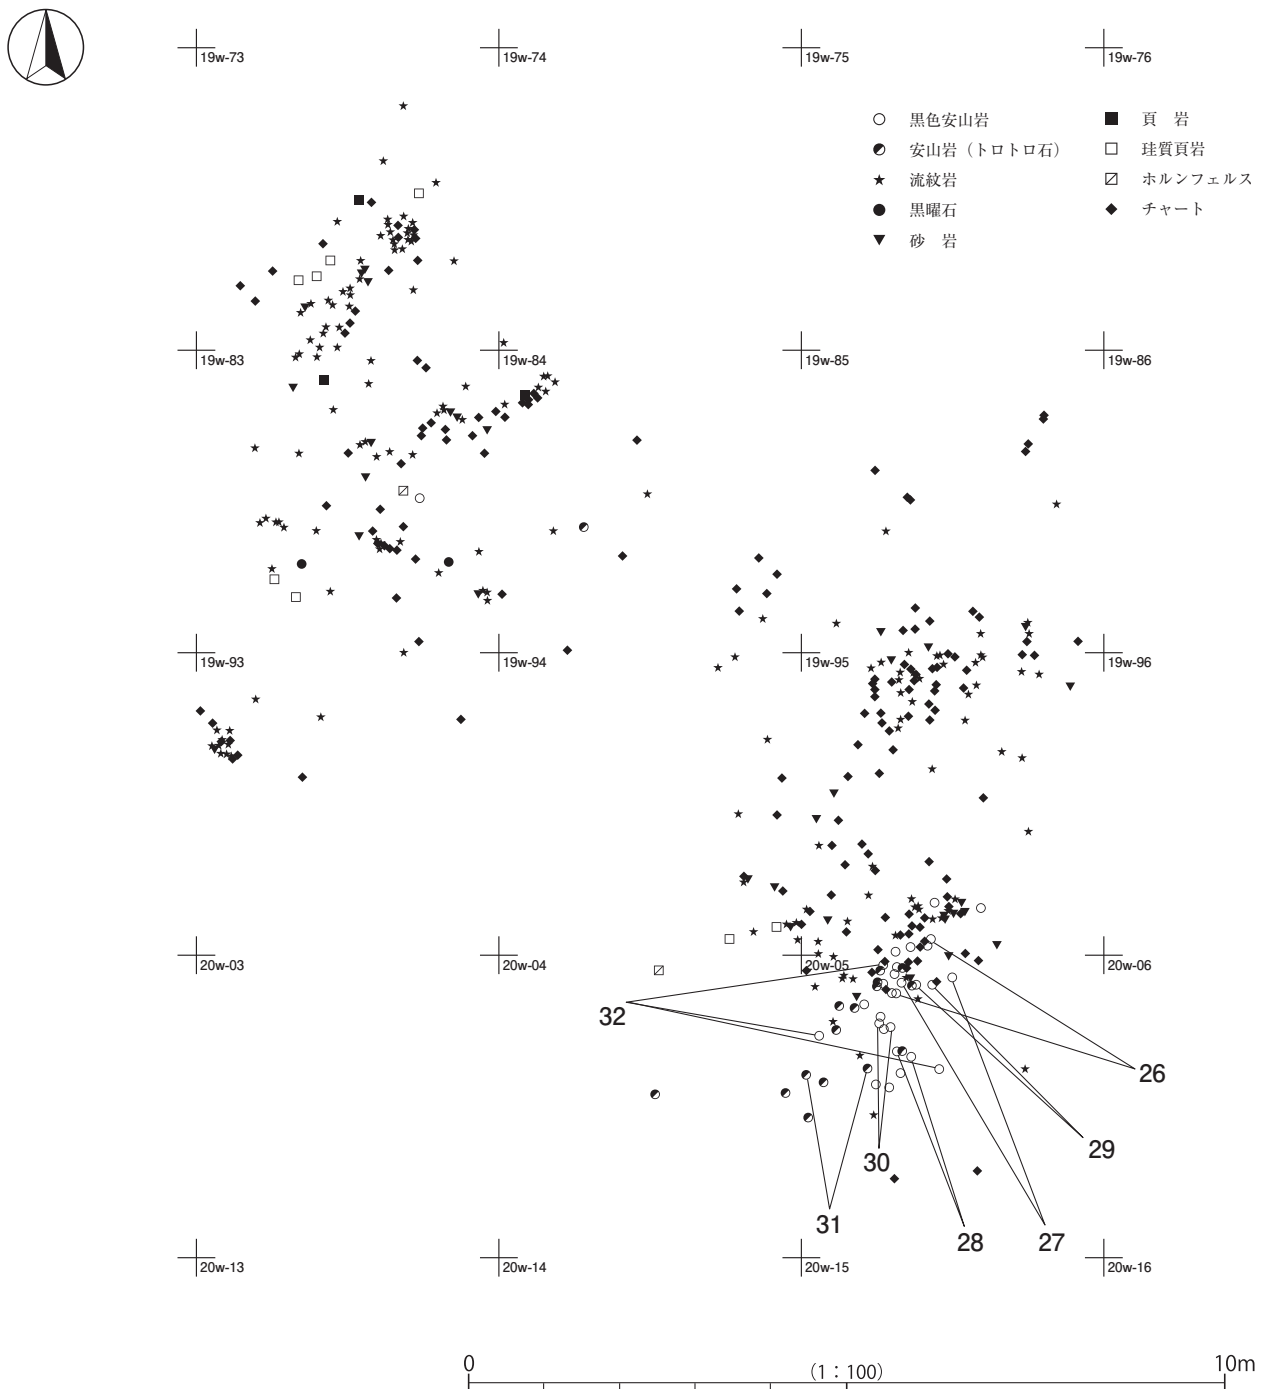 19w-73 19w-74 19w-75 19w-76
黒色安山岩 頁　岩
安山岩（トロトロ石） 珪質頁岩
流紋岩 ホルンフェルス
黒曜石 チャート
砂　岩
19w-83 19w-84 19w-85 19w-86
19w-93 19w-94 19w-95 19w-96
20w-03 20w-04 20w-05 20w-06
32
26
29
30
31
28 27
20w-13 20w-14 20w-15 20w-16
0 （1：100） 10m